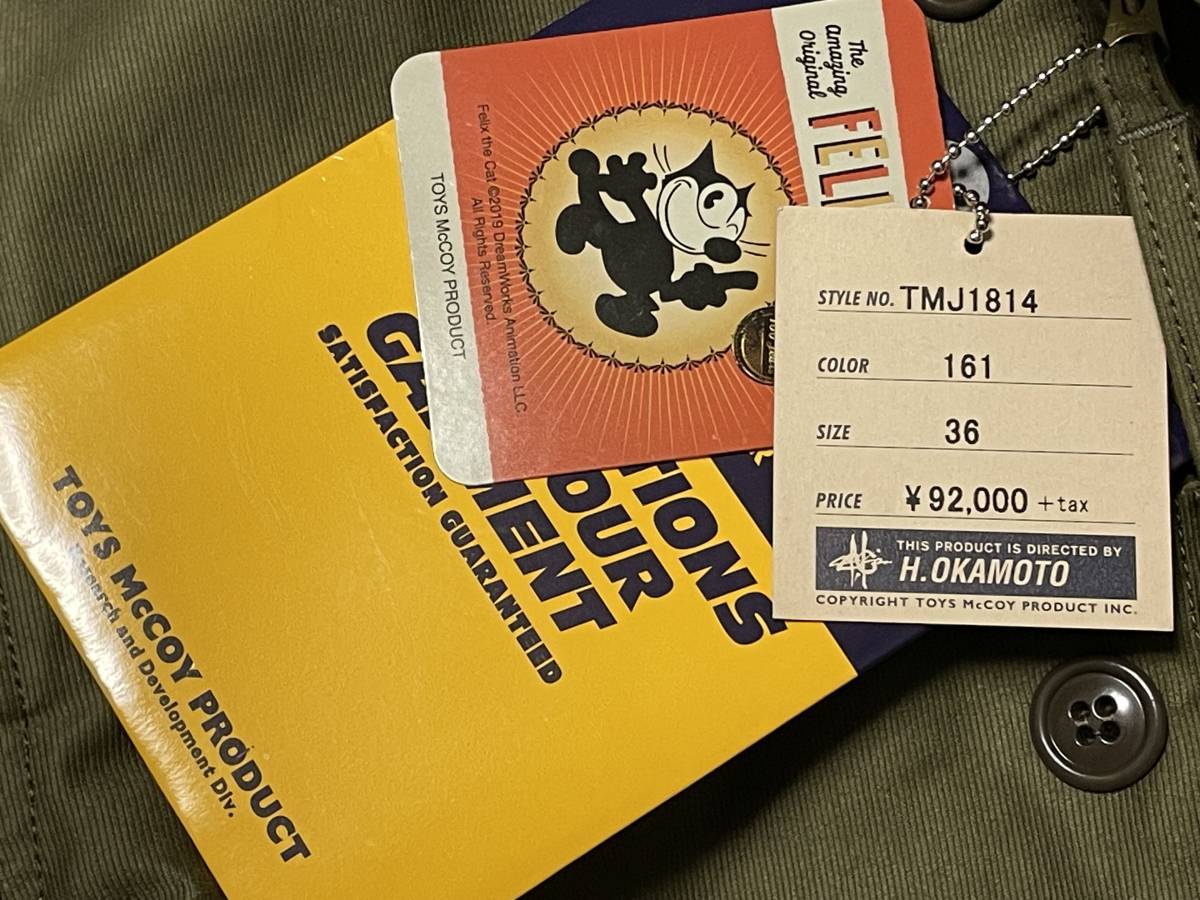 The
amazing
Original
FELI
Felix the Cat ©2019 DreamWorks Animation LLC.
All Rights Reserved.
TOYS McCOY PRODUCT
STYLE NO. TMJ1814
COLOR 161
SIZE 36
PRICE ¥92,000 +tax
THIS PRODUCT IS DIRECTED BY
H.OKAMOTO
COPYRIGHT TOYS McCOY PRODUCT INC.
TIONS
OUR
GA MENT
SATISFACTION GUARANTEED
TOYS McCOY PRODUCT
Research and Development Div.